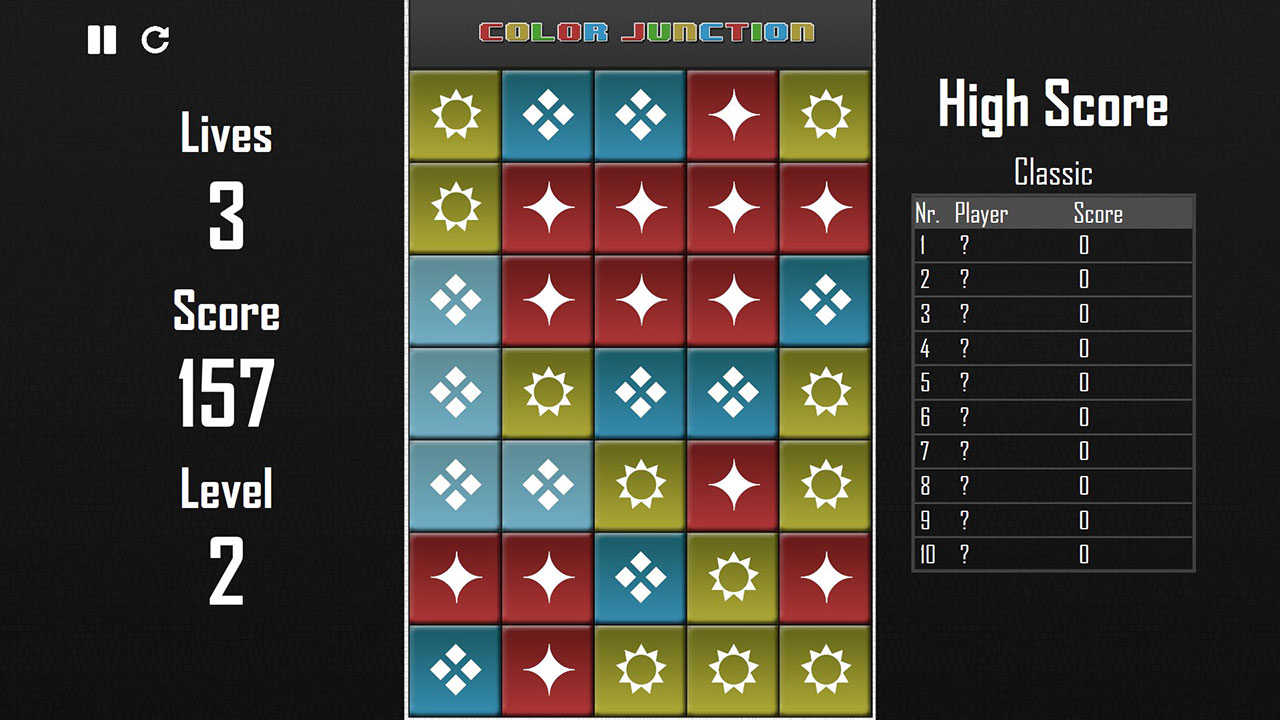 COLOR JUNCTION
Lives
3
Score
157
Level
2
High Score
Classic
Nr. Player Score
1 ? 0
2 ? 0
3 ? 0
4 ? 0
5 ? 0
6 ? 0
7 ? 0
8 ? 0
9 ? 0
10 ? 0